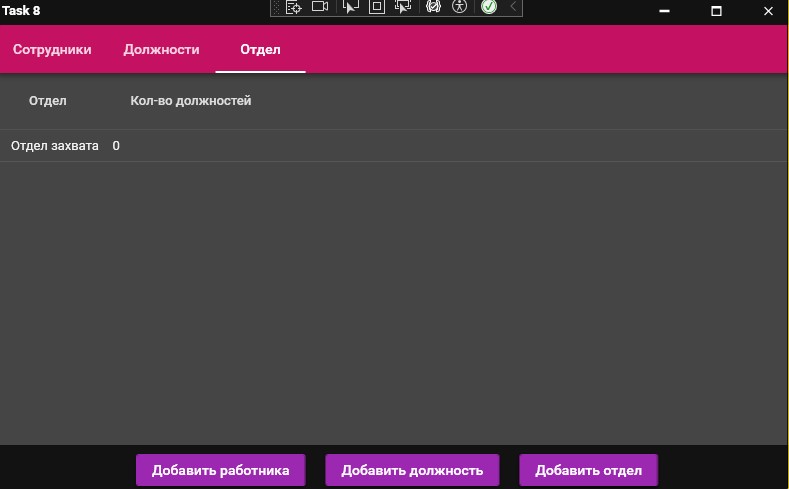 Task 8
Сотрудники Должности Отдел
Отдел Кол-во должностей
Отдел захвата 0
Добавить работника Добавить должность Добавить отдел